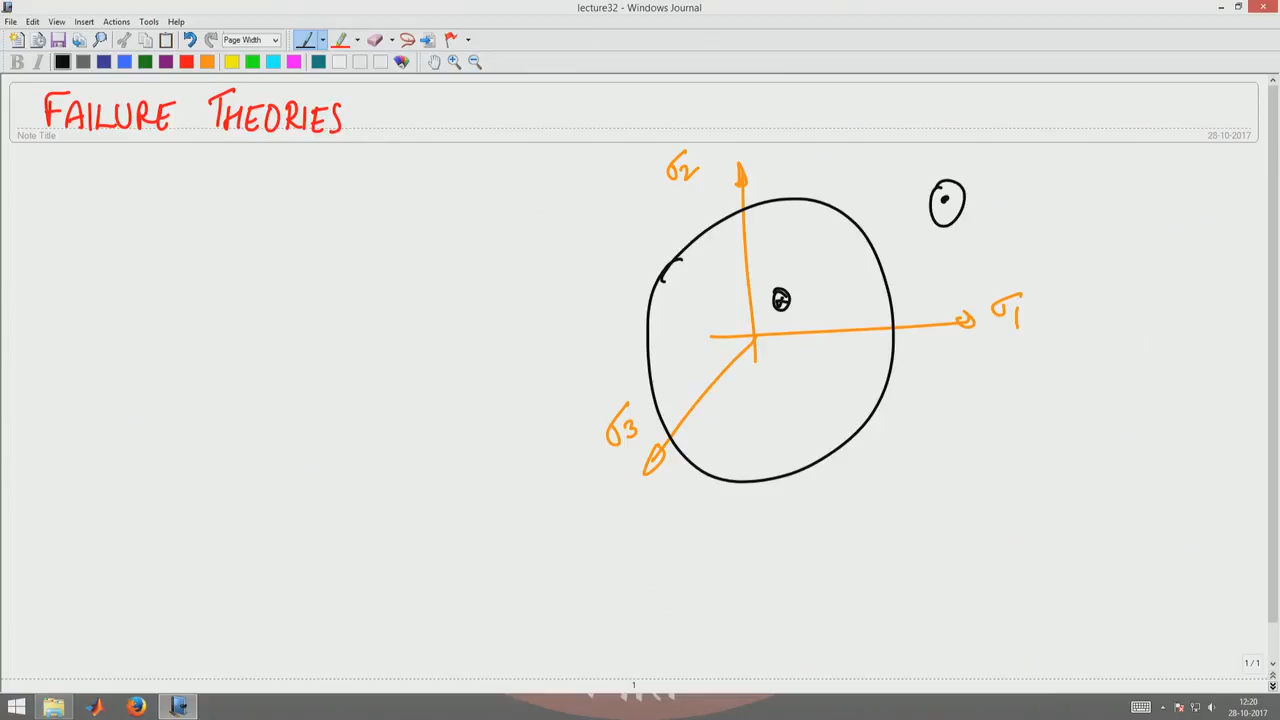 lecture32 - Windows Journal
File Edit View Insert Actions Tools Help
Page Width
B I
FAILURE THEORIES
Note Title
28-10-2017
σ2
σ1
σ3
1 / 1
1
12:20
28-10-2017